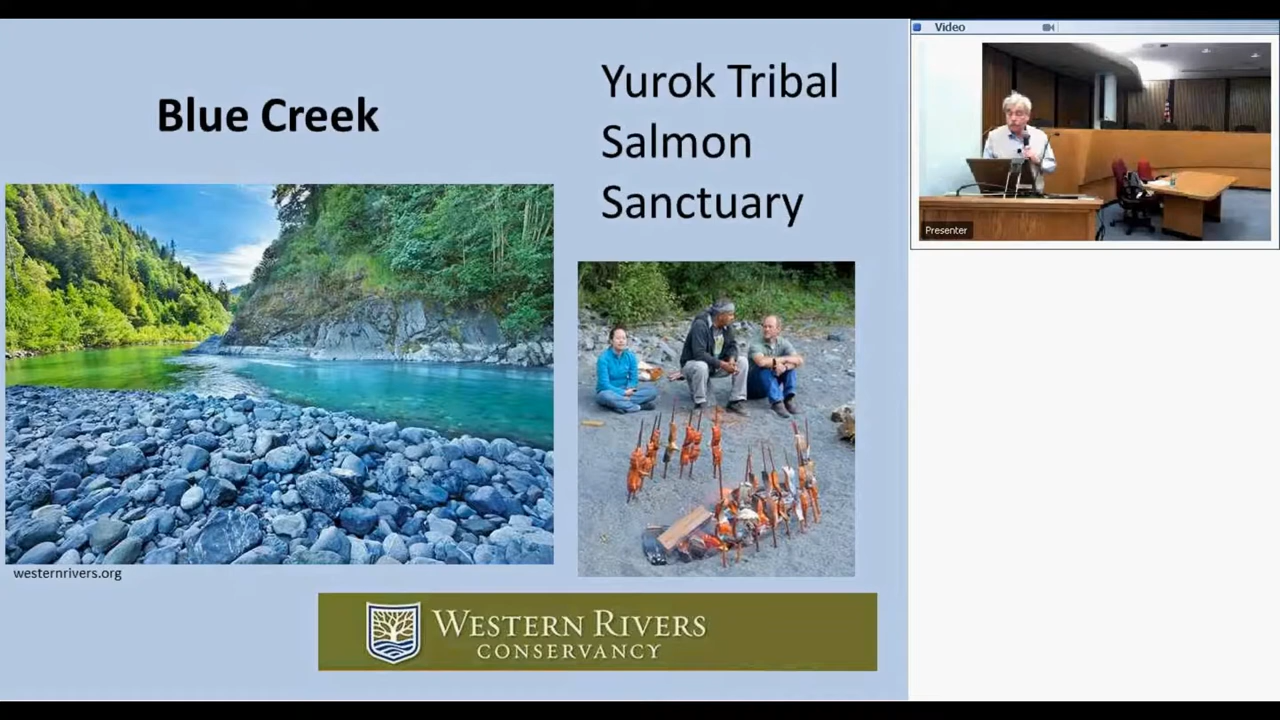 Blue Creek
Yurok Tribal
Salmon
Sanctuary
westernrivers.org
WESTERN RIVERS
CONSERVANCY
Video
Presenter